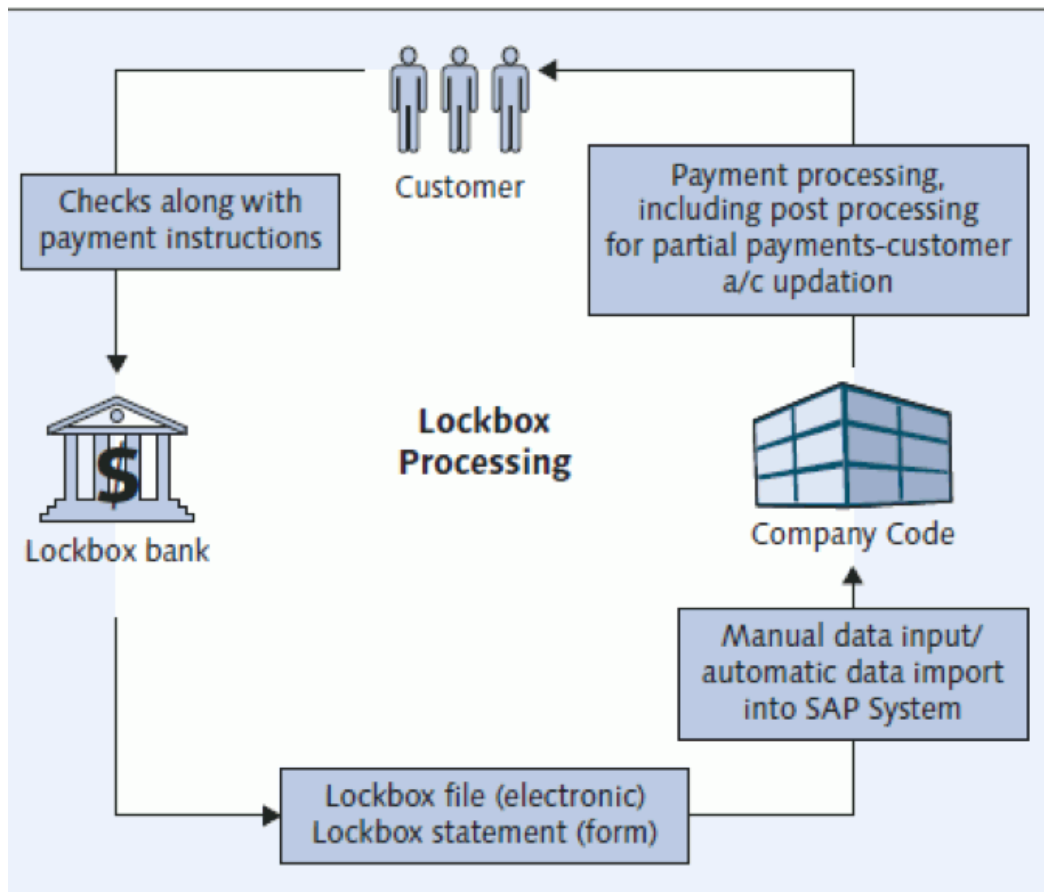 Customer
Checks along with
payment instructions
Payment processing,
including post processing
for partial payments-customer
a/c updation
Lockbox
Processing
$
Lockbox bank
Company Code
Manual data input/
automatic data import
into SAP System
Lockbox file (electronic)
Lockbox statement (form)